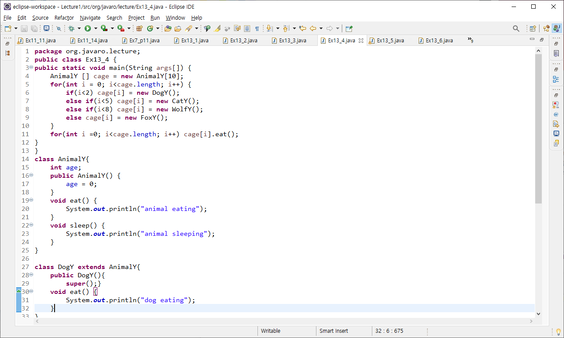 eclipse-workspace - Lecture1/src/org/javaro/lecture/Ex13_4.java - Eclipse IDE
File Edit Source Refactor Navigate Search Project Run Window Help
Ex11_11.java Ex11_14.java Ex7_p11.java Ex13_1.java Ex13_2.java Ex13_3.java Ex13_4.java Ex13_5.java Ex13_6.java
1 package org.javaro.lecture;
2 public class Ex13_4 {
3 public static void main(String args[]) {
4 AnimalY [] cage = new AnimalY[10];
5 for(int i = 0; i<cage.length; i++) {
6 if(i<2) cage[i] = new DogY();
7 else if(i<5) cage[i] = new CatY();
8 else if(i<8) cage[i] = new WolfY();
9 else cage[i] = new FoxY();
10 }
11 for(int i =0; i<cage.length; i++) cage[i].eat();
12 }
13 }
14 class AnimalY{
15 int age;
16 public AnimalY() {
17 age = 0;
18 }
19 void eat() {
20 System.out.println("animal eating");
21 }
22 void sleep() {
23 System.out.println("animal sleeping");
24 }
25 }
26
27 class DogY extends AnimalY{
28 public DogY(){
29 super();}
30 void eat() {
31 System.out.println("dog eating");
32 }
33 }
Writable Smart Insert 32 : 6 : 675